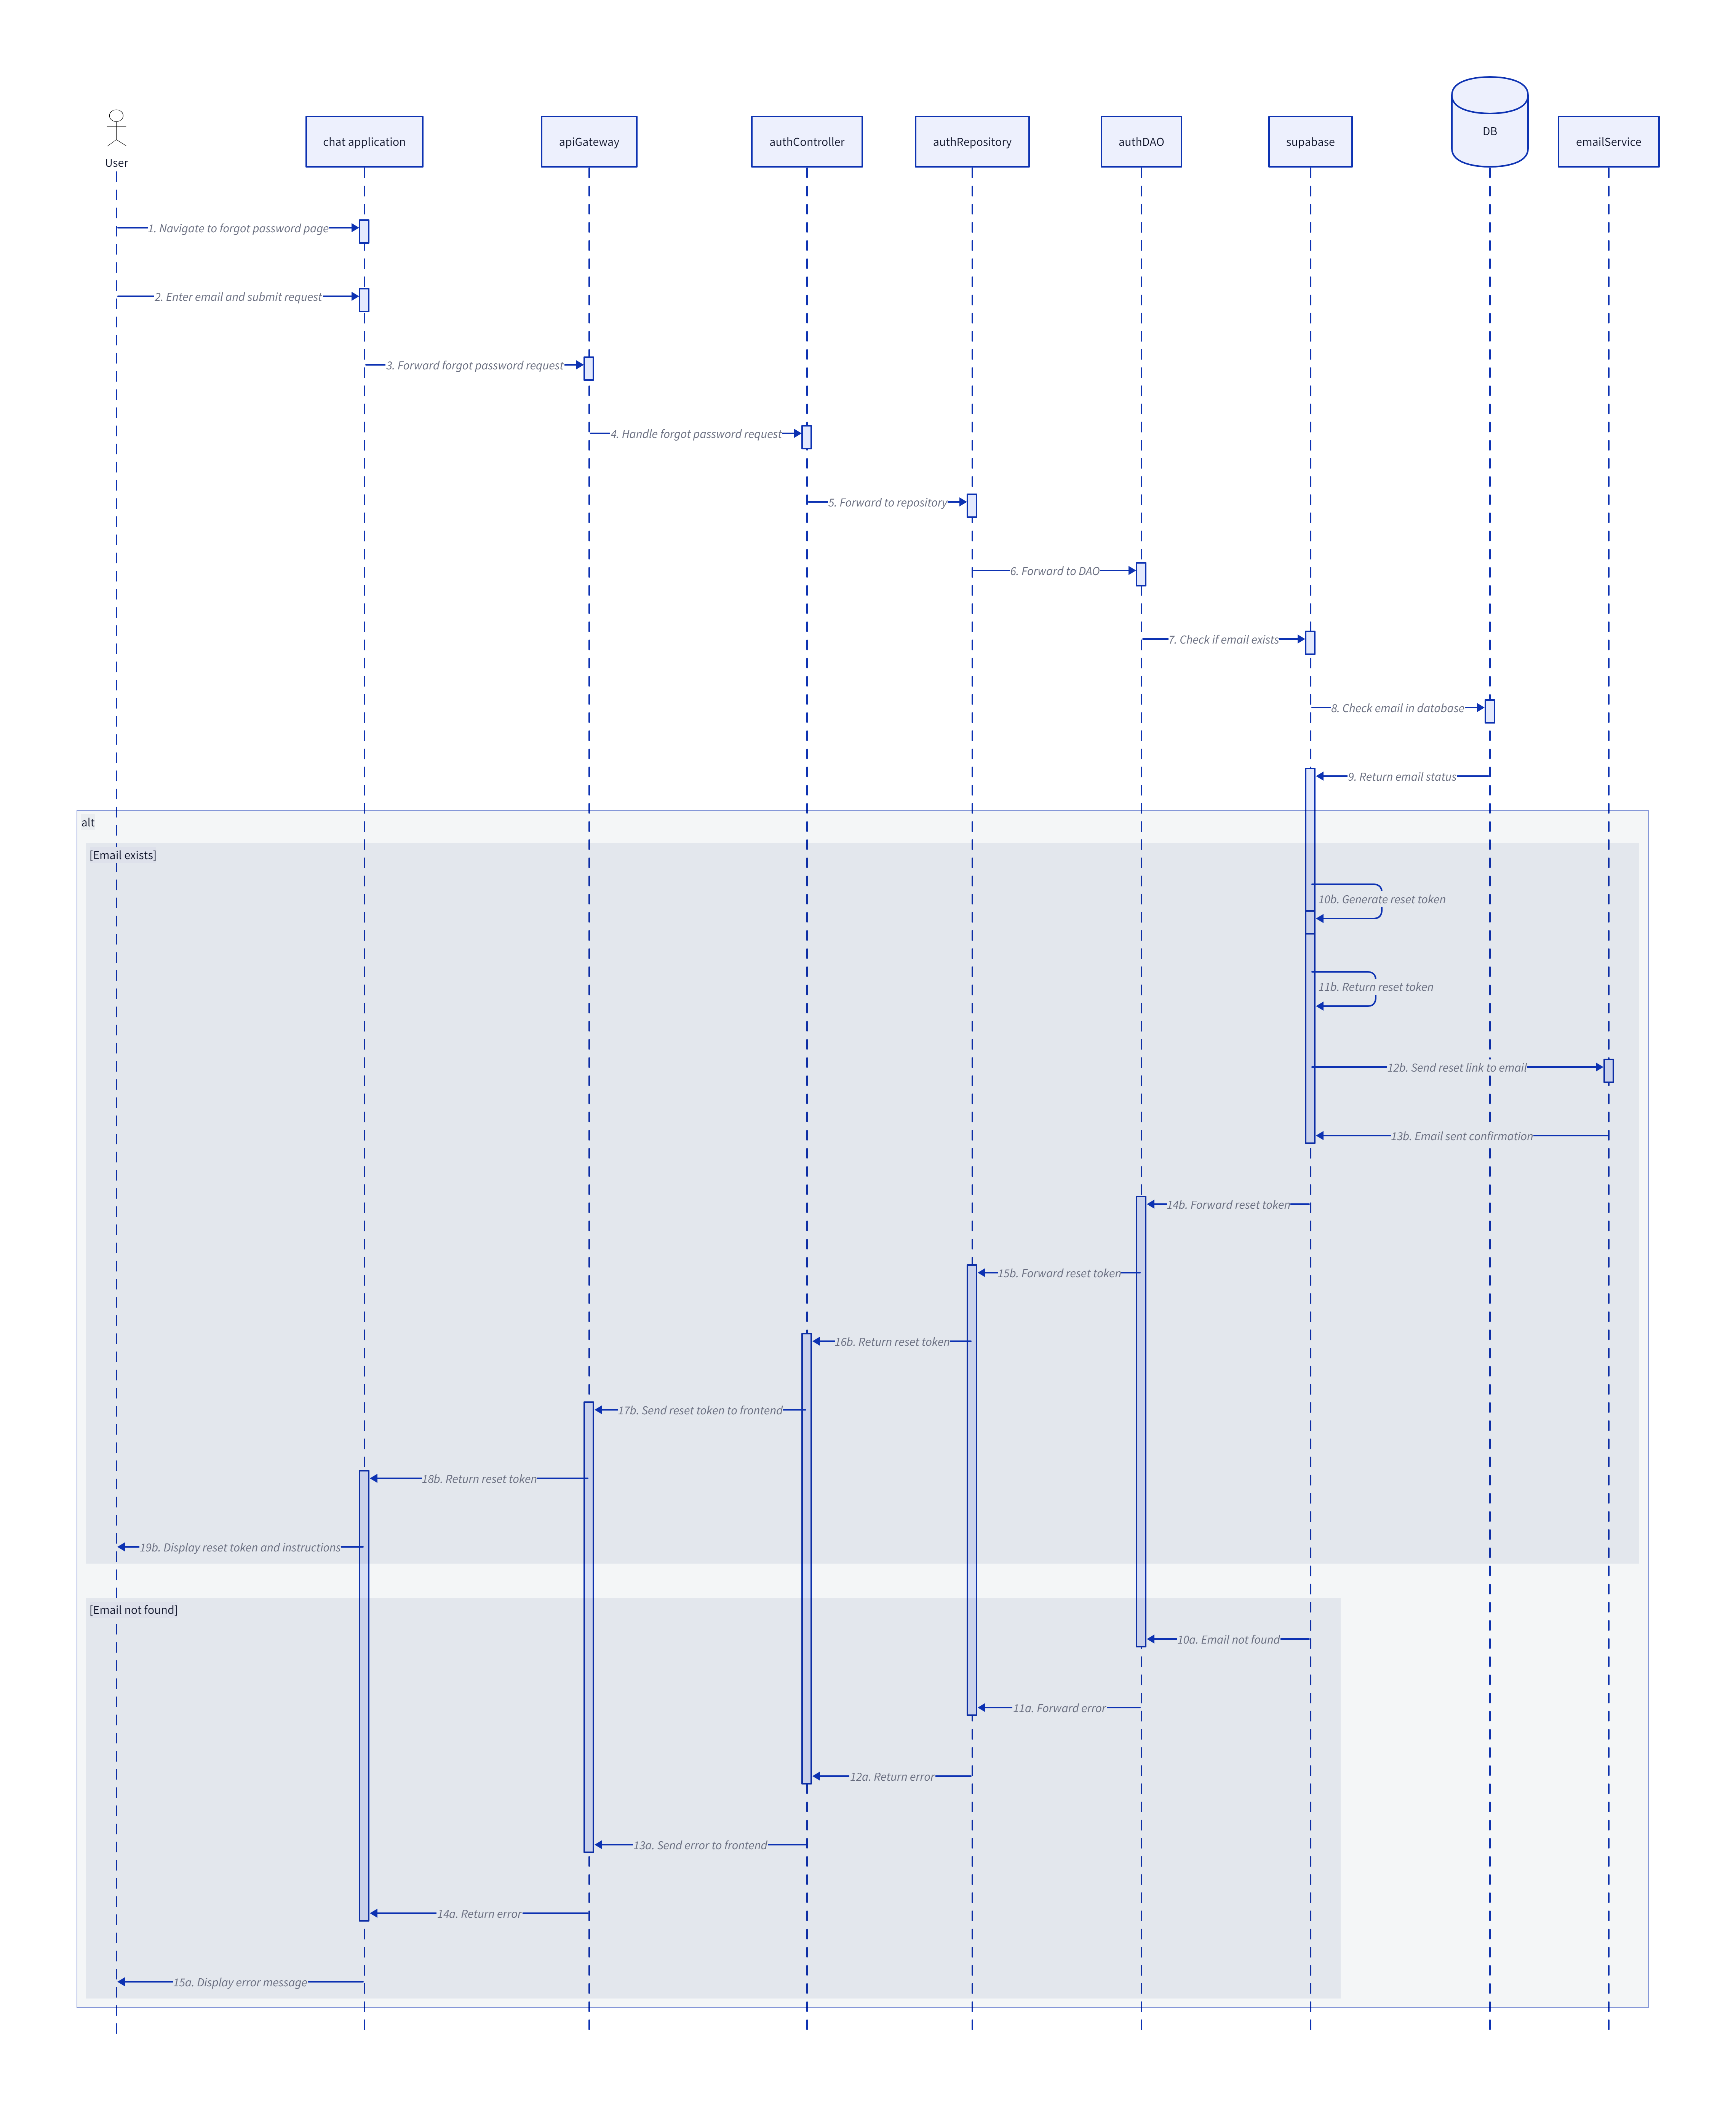 User
chat application
apiGateway
authController
authRepository
authDAO
supabase
DB
emailService
1. Navigate to forgot password page
2. Enter email and submit request
3. Forward forgot password request
4. Handle forgot password request
5. Forward to repository
6. Forward to DAO
7. Check if email exists
8. Check email in database
9. Return email status
alt
[Email exists]
10b. Generate reset token
11b. Return reset token
12b. Send reset link to email
13b. Email sent confirmation
14b. Forward reset token
15b. Forward reset token
16b. Return reset token
17b. Send reset token to frontend
18b. Return reset token
19b. Display reset token and instructions
[Email not found]
10a. Email not found
11a. Forward error
12a. Return error
13a. Send error to frontend
14a. Return error
15a. Display error message